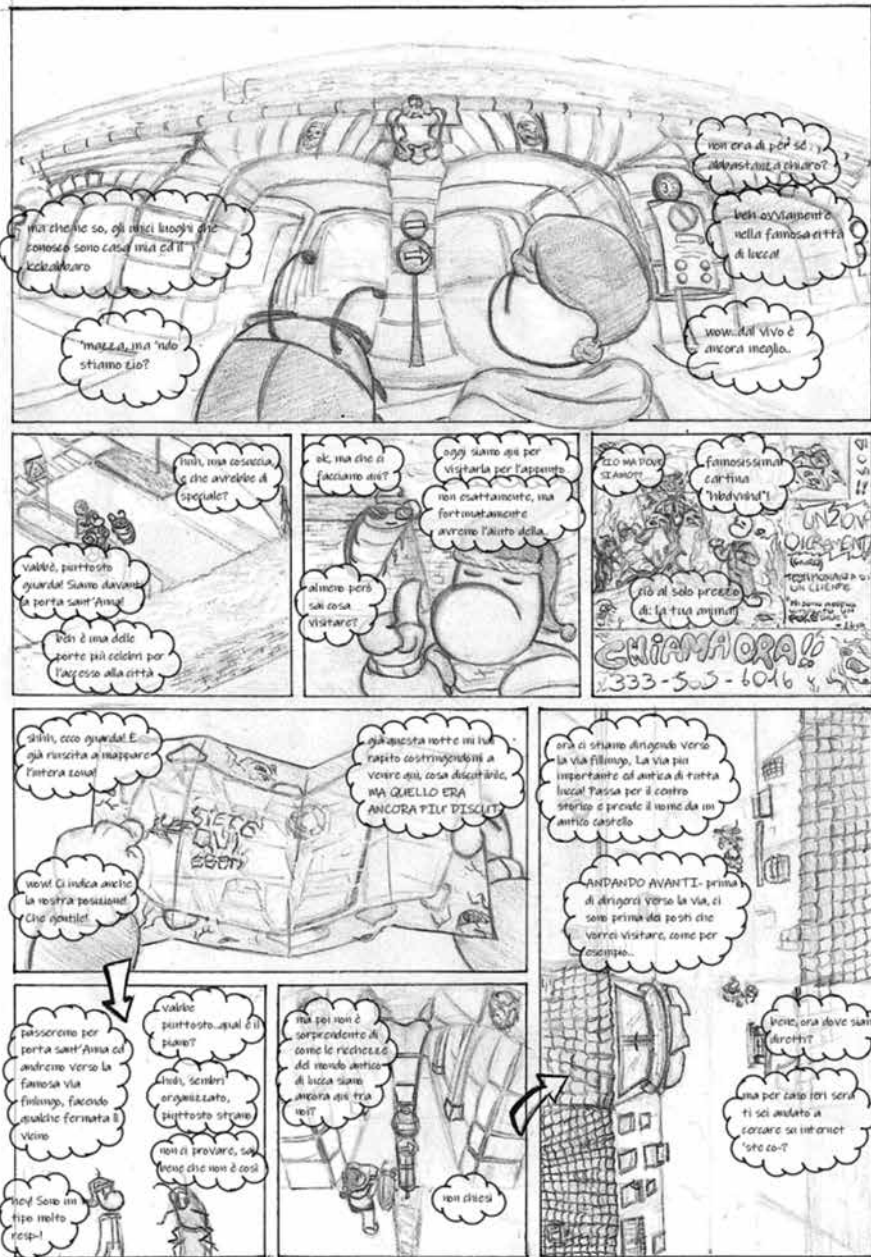 non era di per sé
abbastanza chiaro?
ma che ne so, gli unici luoghi che
conosco sono casa mia ed il
kebabbaro
beh ovviamente
nella famosa città
di lucca!
'mazza, ma 'ndo
stiamo zio?
wow..dal vivo è
ancora meglio..
hnh, ma cosaccia,
e che avrebbe di
speciale?
vabbè, piuttosto
guarda! Siamo davanti
a porta sant'Anna!
beh è una delle
porte più celebri per
l'accesso alla città
ok, ma che ci
facciamo qui?
oggi siamo qui per
visitarla per l'appunto
non esattamente, ma
fortunatamente
avremo l'aiuto della..
almeno però
sai cosa
visitare?
ZIO MA DOVE
SIAMO??
famosissima
cartina
"hbdvnhd"!
ciò al solo prezzo
di: la tua anima!
UN CLIENTE
CHIAMA ORA!!
333-505-6016
shhh, ecco guarda! È
già riuscita a mappare
l'intera zona!
già questa notte mi hai
rapito costringendomi a
venire qui, cosa discutibile,
MA QUELLO ERA
ANCORA PIU' DISCUT-
SIETE
QUI
wow! Ci indica anche
la nostra posizione!
Che gentile!
ora ci stiamo dirigendo verso
la via fillungo, La via più
importante ed antica di tutta
lucca! Passa per il centro
storico e prende il nome da un
antico castello
ANDANDO AVANTI- prima
di dirigerci verso la via, ci
sono prima dei posti che
vorrei visitare, come per
esempio..
passeremo per
porta sant'Anna ed
andremo verso la
famosa via
finlungo, facendo
qualche fermata lì
vicino
vabbe
piuttosto..qual è il
piano?
hnh, sembri
organizzato,
piuttosto strano
non ci provare, sai
bene che non è così
hey! Sono un
tipo molto
resp-!
ma poi non è
sorprendente di
come le ricchezze
del mondo antico
di lucca siano
ancora qui tra
noi?
non chiesi
bene, ora dove siam
diretti?
ma per caso ieri sera
ti sei andato a
cercare su internet
'ste co-?